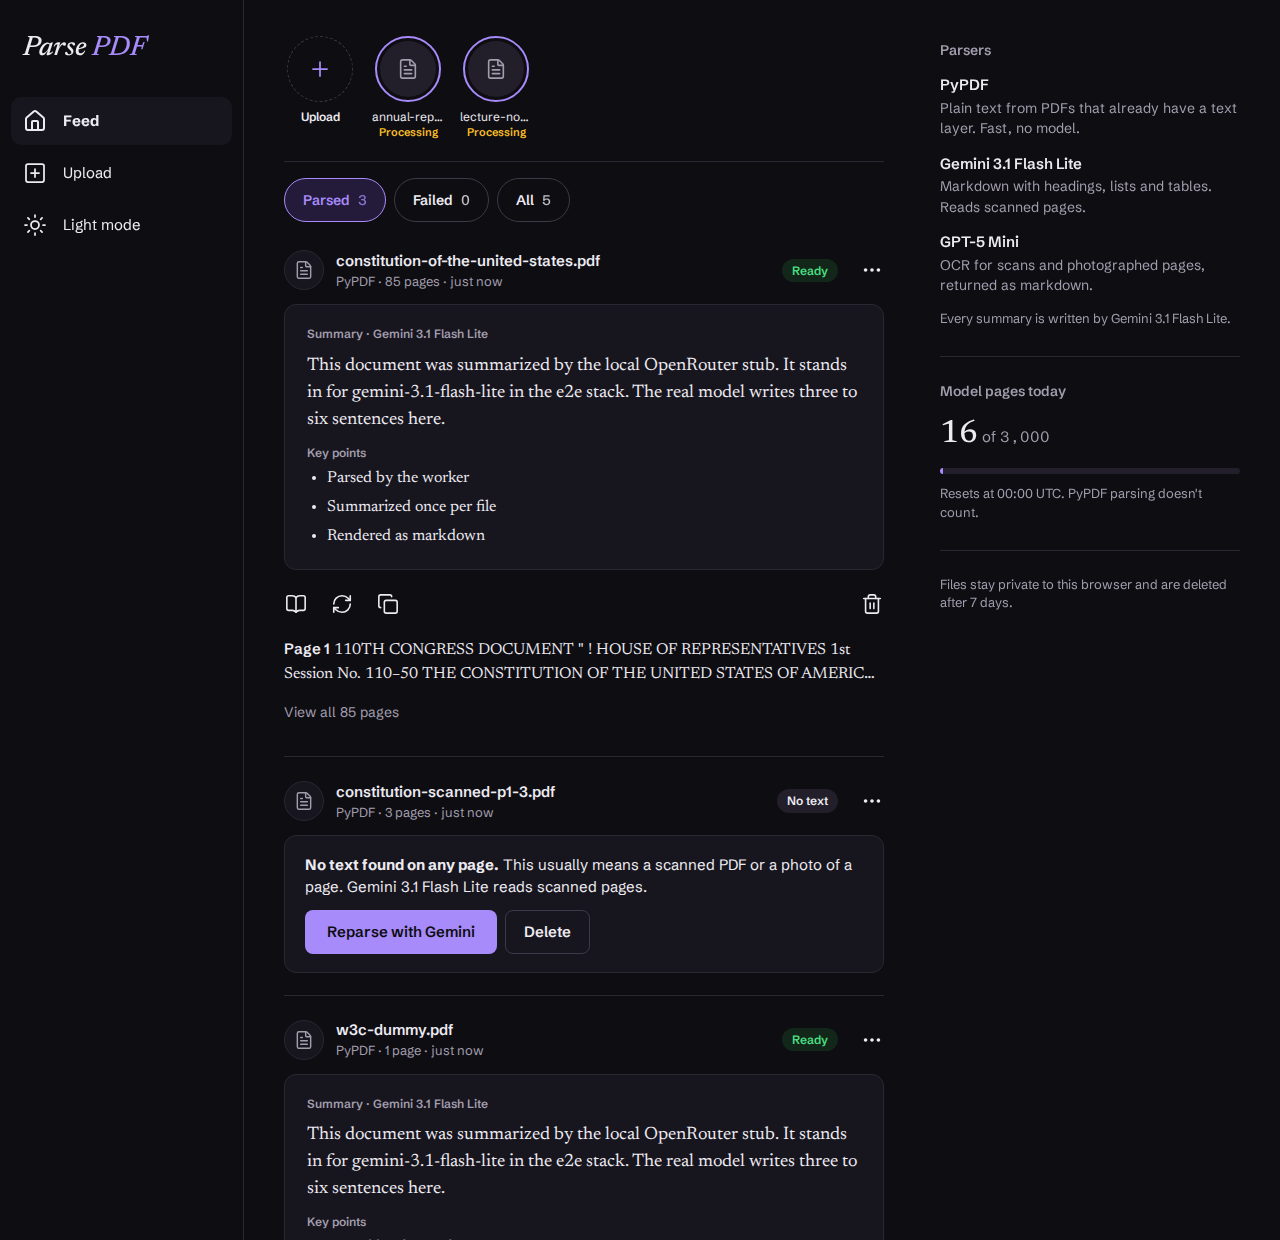 Parse PDF
Feed
Upload
Light mode
Upload
annual-rep...
Processing
lecture-no...
Processing
Parsed 3
Failed 0
All 5
constitution-of-the-united-states.pdf
PyPDF · 85 pages · just now
Ready
Summary · Gemini 3.1 Flash Lite
This document was summarized by the local OpenRouter stub. It stands
in for gemini-3.1-flash-lite in the e2e stack. The real model writes three to
six sentences here.
Key points
• Parsed by the worker
• Summarized once per file
• Rendered as markdown
Page 1 110TH CONGRESS DOCUMENT " ! HOUSE OF REPRESENTATIVES 1st
Session No. 110–50 THE CONSTITUTION OF THE UNITED STATES OF AMERIC...
View all 85 pages
constitution-scanned-p1-3.pdf
PyPDF · 3 pages · just now
No text
No text found on any page. This usually means a scanned PDF or a photo of a
page. Gemini 3.1 Flash Lite reads scanned pages.
Reparse with Gemini
Delete
w3c-dummy.pdf
PyPDF · 1 page · just now
Ready
Summary · Gemini 3.1 Flash Lite
This document was summarized by the local OpenRouter stub. It stands
in for gemini-3.1-flash-lite in the e2e stack. The real model writes three to
six sentences here.
Key points
Parsers
PyPDF
Plain text from PDFs that already have a text
layer. Fast, no model.
Gemini 3.1 Flash Lite
Markdown with headings, lists and tables.
Reads scanned pages.
GPT-5 Mini
OCR for scans and photographed pages,
returned as markdown.
Every summary is written by Gemini 3.1 Flash Lite.
Model pages today
16 of 3,000
Resets at 00:00 UTC. PyPDF parsing doesn't
count.
Files stay private to this browser and are deleted
after 7 days.